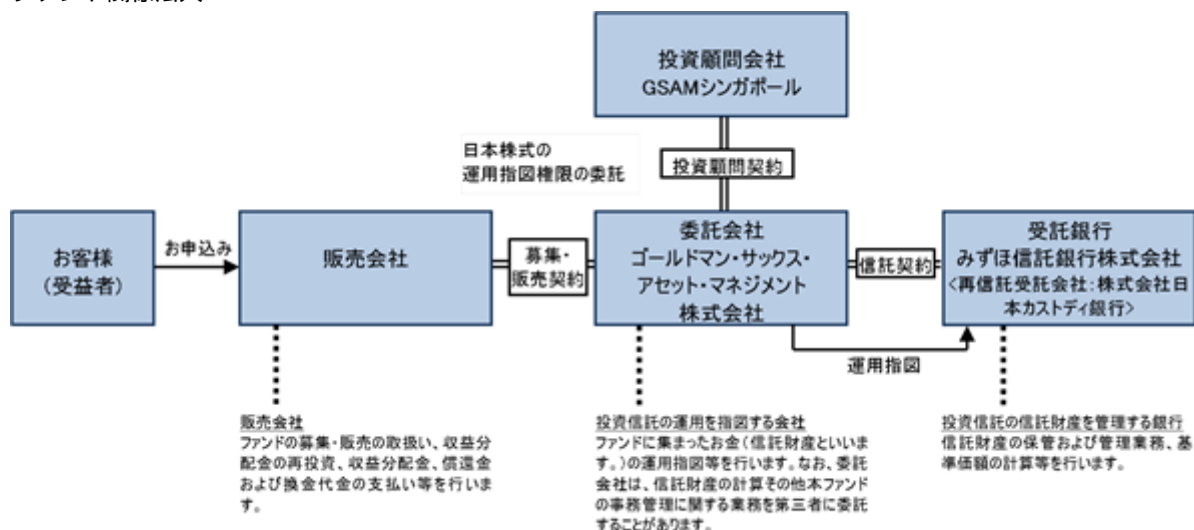 投資顧問会社
GSAMシンガポール
日本株式の
運用指図権限の委託
投資顧問契約
お客様
(受益者)
お申込み
販売会社
募集・
販売契約
委託会社
ゴールドマン・サックス・
アセット・マネジメント
株式会社
信託契約
受託銀行
みずほ信託銀行株式会社
<再信託受託会社:株式会社日
本カストディ銀行>
運用指図
販売会社
ファンドの募集・販売の取扱い、収益分
配金の再投資、収益分配金、償還金
および換金代金の支払い等を行いま
す。
投資信託の運用を指図する会社
ファンドに集まったお金(信託財産といいま
す。)の運用指図等を行います。なお、委託
会社は、信託財産の計算その他本ファンド
の事務管理に関する業務を第三者に委託
することがあります。
投資信託の信託財産を管理する銀行
信託財産の保管および管理業務、基
準価額の計算等を行います。